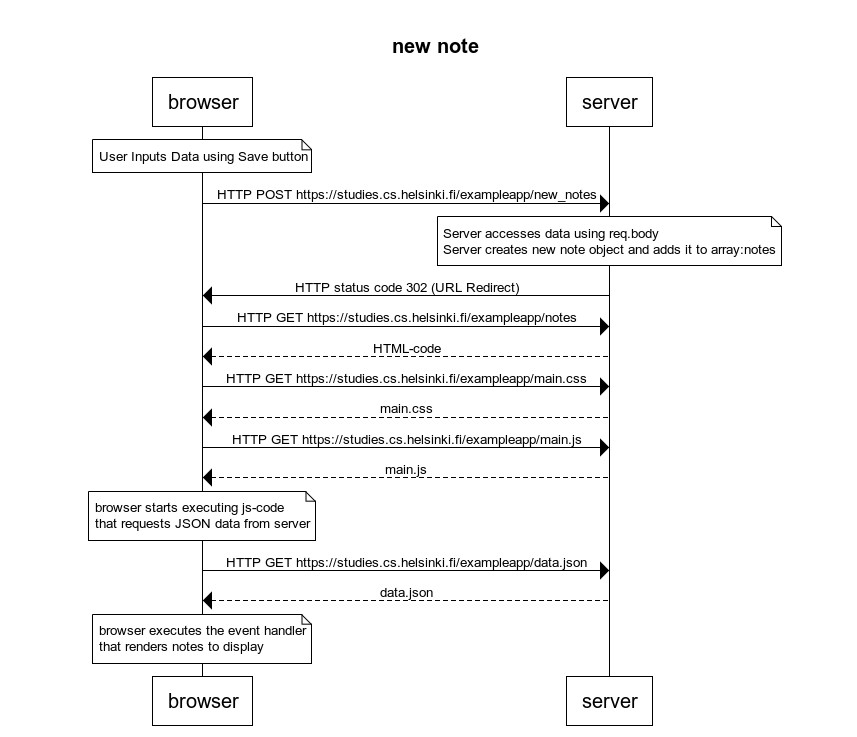 new note
browser
server
User Inputs Data using Save button
HTTP POST https://studies.cs.helsinki.fi/exampleapp/new_notes
Server accesses data using req.body
Server creates new note object and adds it to array:notes
HTTP status code 302 (URL Redirect)
HTTP GET https://studies.cs.helsinki.fi/exampleapp/notes
HTML-code
HTTP GET https://studies.cs.helsinki.fi/exampleapp/main.css
main.css
HTTP GET https://studies.cs.helsinki.fi/exampleapp/main.js
main.js
browser starts executing js-code
that requests JSON data from server
HTTP GET https://studies.cs.helsinki.fi/exampleapp/data.json
data.json
browser executes the event handler
that renders notes to display
browser
server